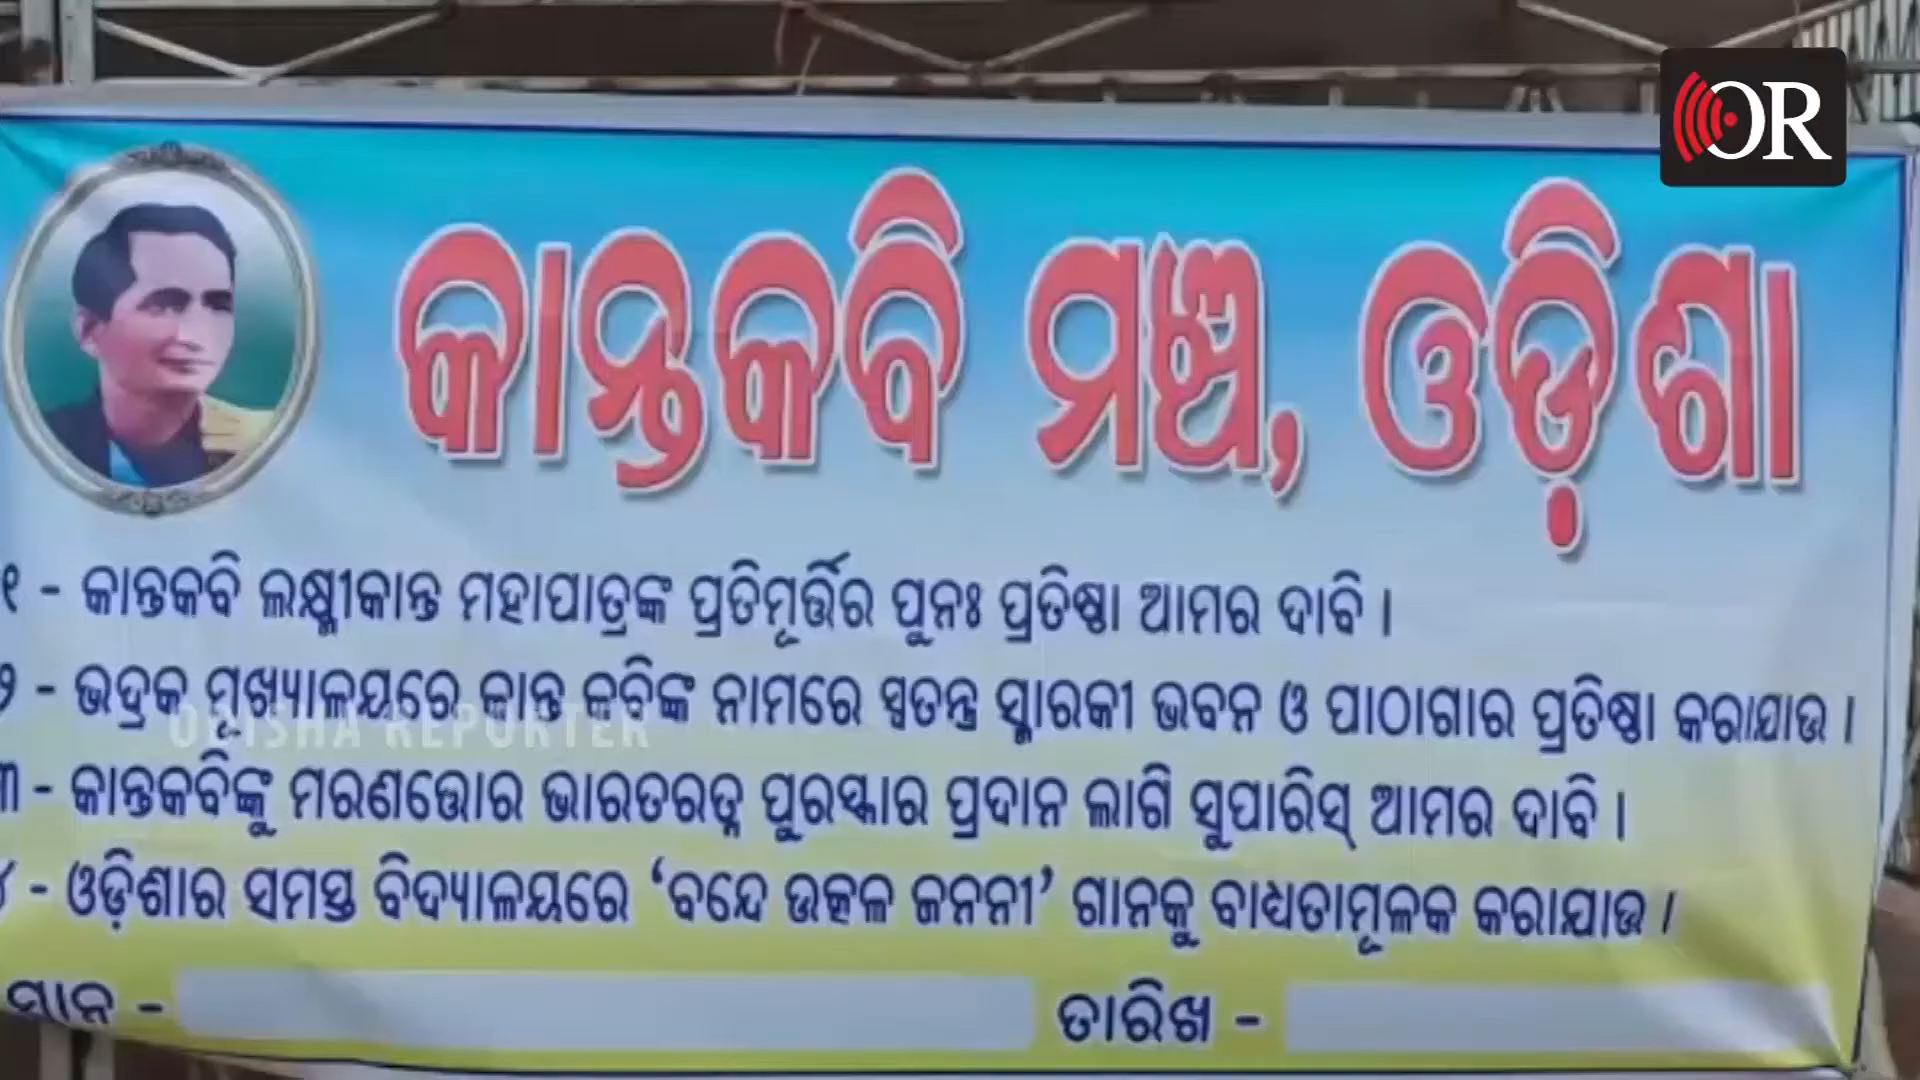 OR
କାନ୍ତକବି ମଞ୍ଚ, ଓଡ଼ିଶା
୧ - କାନ୍ତକବି ଲକ୍ଷ୍ମୀକାନ୍ତ ମହାପାତ୍ରଙ୍କ ପ୍ରତିମୂର୍ତ୍ତିର ପୁନଃ ପ୍ରତିଷ୍ଠା ଆମର ଦାବି ।
୨ - ଭଦ୍ରକ ମୁଖ୍ୟାଳୟରେ କାନ୍ତ କବିଙ୍କ ନାମରେ ସ୍ୱତନ୍ତ୍ର ସ୍ମାରକୀ ଭବନ ଓ ପାଠାଗାର ପ୍ରତିଷ୍ଠା କରାଯାଉ ।
ODISHA REPORTER
୩ - କାନ୍ତକବିଙ୍କୁ ମରଣତ୍ତୋର ଭାରତରତ୍ନ ପୁରସ୍କାର ପ୍ରଦାନ ଲାଗି ସୁପାରିସ୍ ଆମର ଦାବି ।
୪ - ଓଡ଼ିଶାର ସମସ୍ତ ବିଦ୍ୟାଳୟରେ ‘ବନ୍ଦେ ଉତ୍କଳ ଜନନୀ’ ଗାନକୁ ବାଧ୍ୟତାମୂଳକ କରାଯାଉ ।
ସ୍ଥାନ - ତାରିଖ -